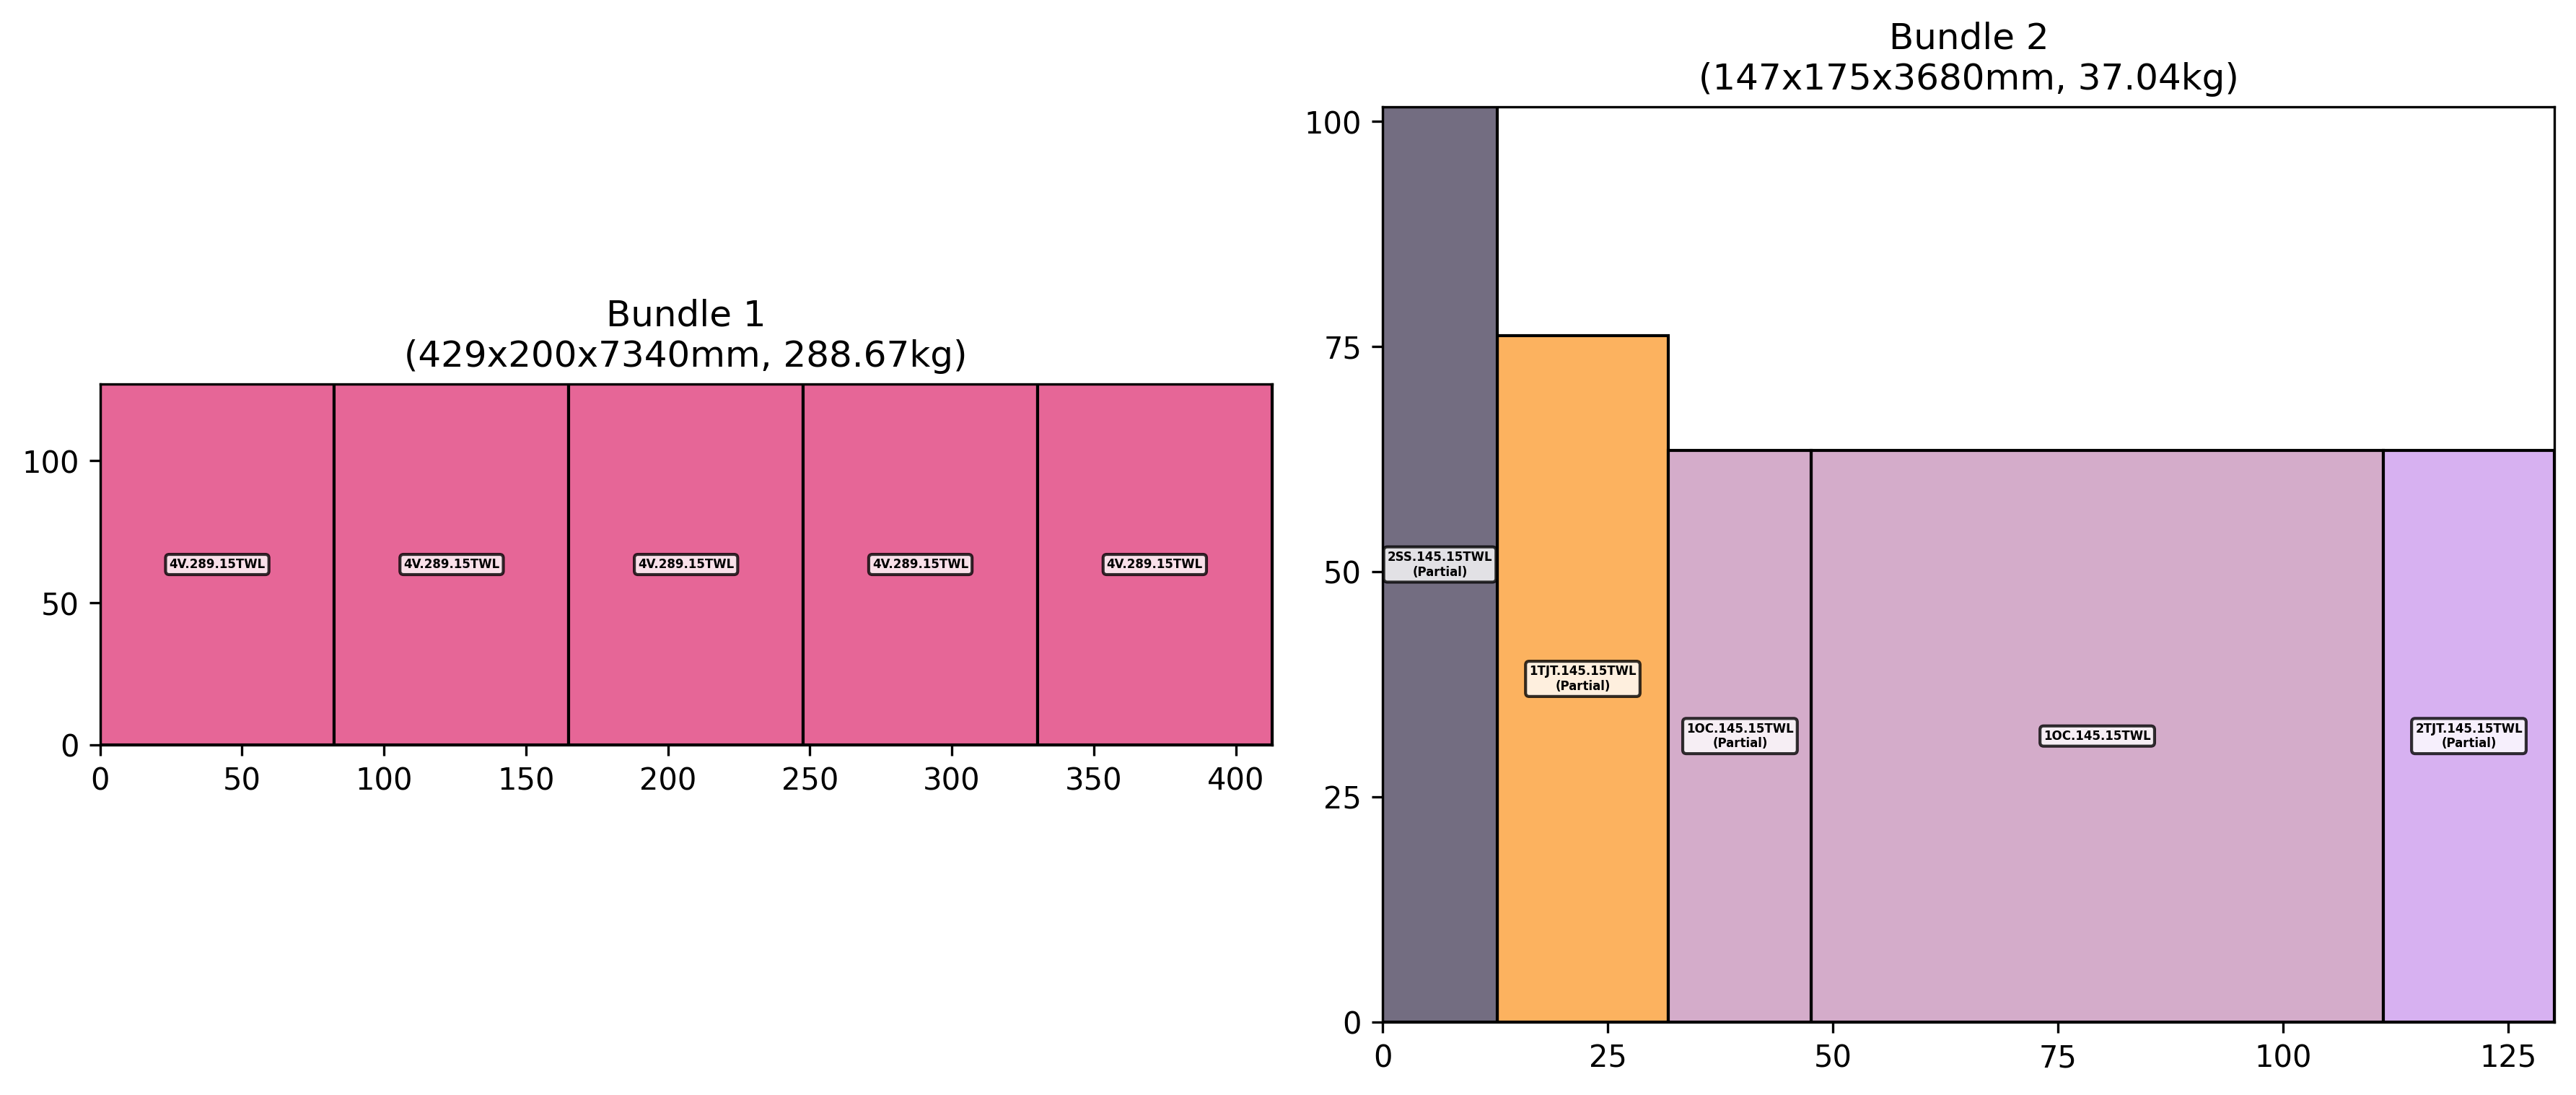 Bundle 1
(429x200x7340mm, 288.67kg)
100
50
0
4V.289.15TWL
4V.289.15TWL
4V.289.15TWL
4V.289.15TWL
4V.289.15TWL
0
50
100
150
200
250
300
350
400
Bundle 2
(147x175x3680mm, 37.04kg)
100
75
50
25
0
2SS.145.15TWL
(Partial)
1TJT.145.15TWL
(Partial)
1OC.145.15TWL
(Partial)
1OC.145.15TWL
2TJT.145.15TWL
(Partial)
0
25
50
75
100
125